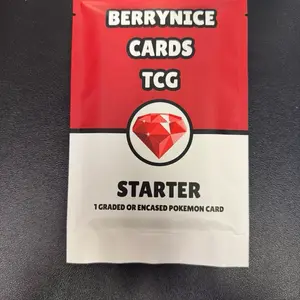 BERRYNICE
CARDS
TCG
STARTER
1 GRADED OR ENCASED POKEMON CARD